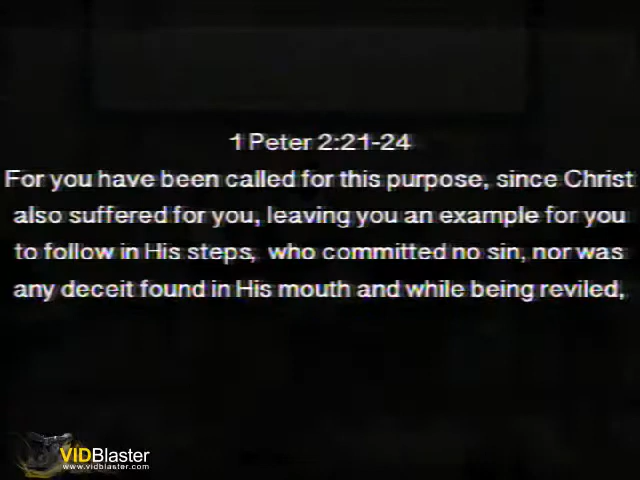 1 Peter 2:21-24
For you have been called for this purpose, since Christ
also suffered for you, leaving you an example for you
to follow in His steps, who committed no sin, nor was
any deceit found in His mouth and while being reviled,
VIDBlaster
www.vidblaster.com